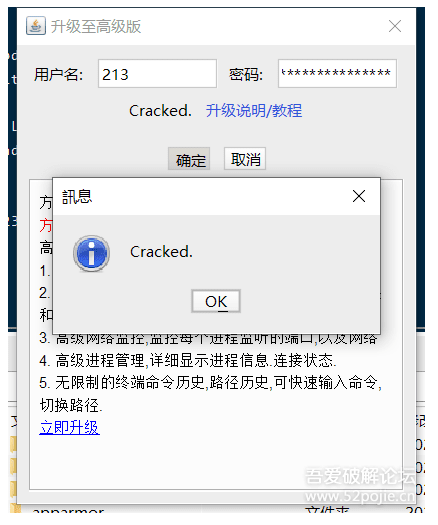 升级至高级版
用户名: 213 密码: ***************
Cracked. 升级说明/教程
确定 取消
訊息
Cracked.
OK
方
方
高
1.
2.
和
3. 高级网络监控,监控每个进程监听的端口,以及网络
4. 高级进程管理,详细显示进程信息.连接状态.
5. 无限制的终端命令历史,路径历史,可快速输入命令,
切换路径.
立即升级
吾爱破解论坛
www.52pojie.cn
apparmor 文件夹